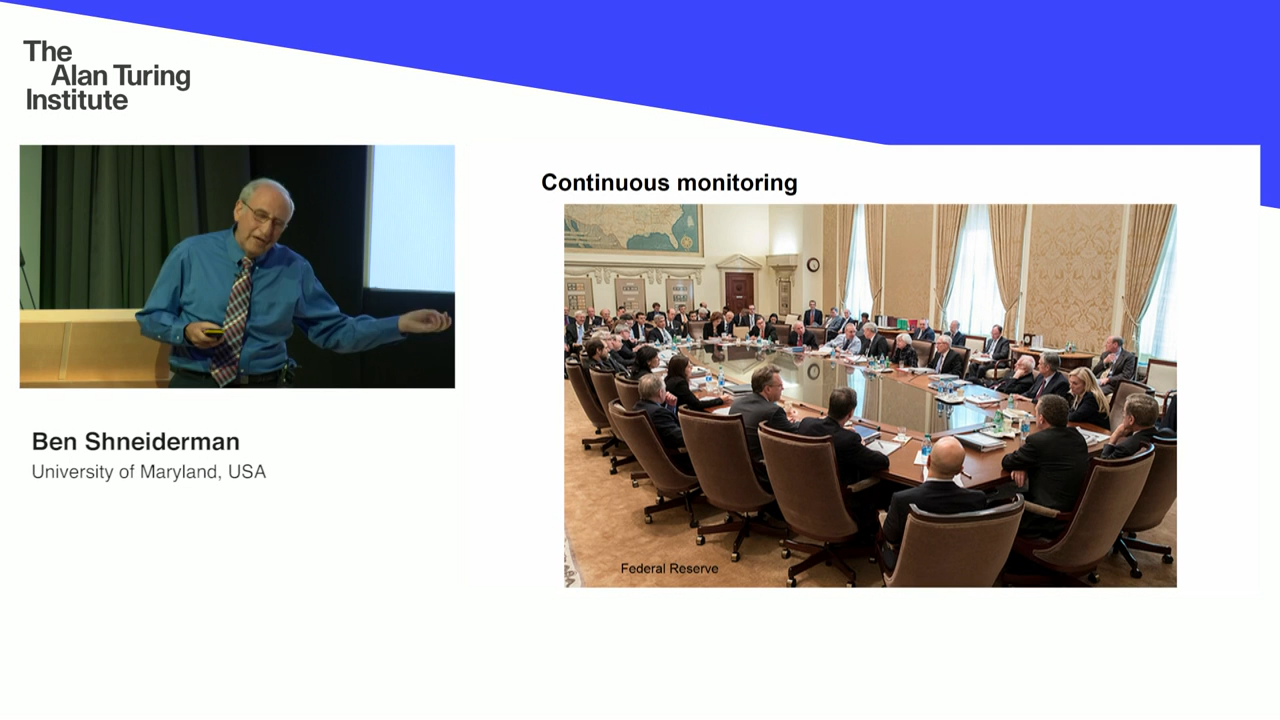 The
Alan Turing
Institute
Continuous monitoring
Federal Reserve
Ben Shneiderman
University of Maryland, USA